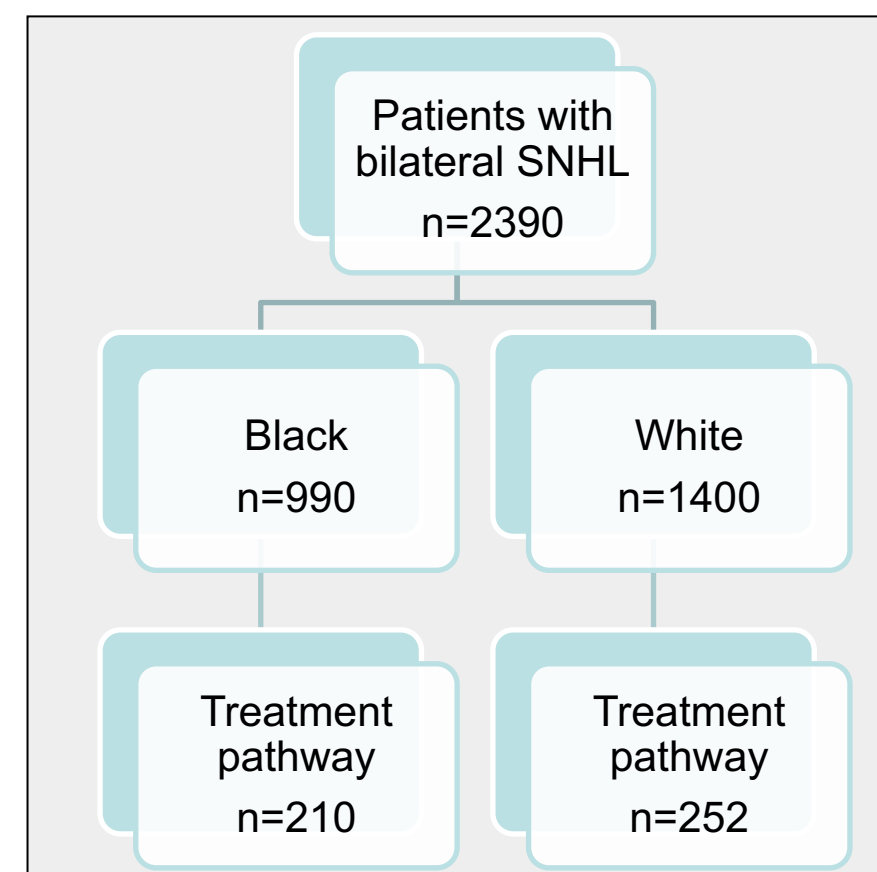 Patients with
bilateral SNHL
n=2390
Black
n=990
White
n=1400
Treatment
pathway
n=210
Treatment
pathway
n=252